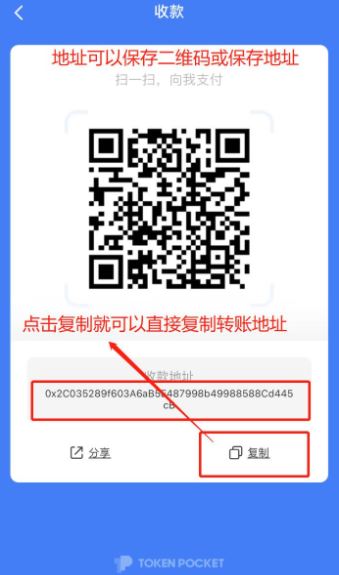 收款
地址可以保存二维码或保存地址
扫一扫，向我支付
点击复制就可以直接复制转账地址
收款地址
0x2C035289f603A6aB5E487998b49988588Cd445
cB
分享
复制
TOKEN POCKET